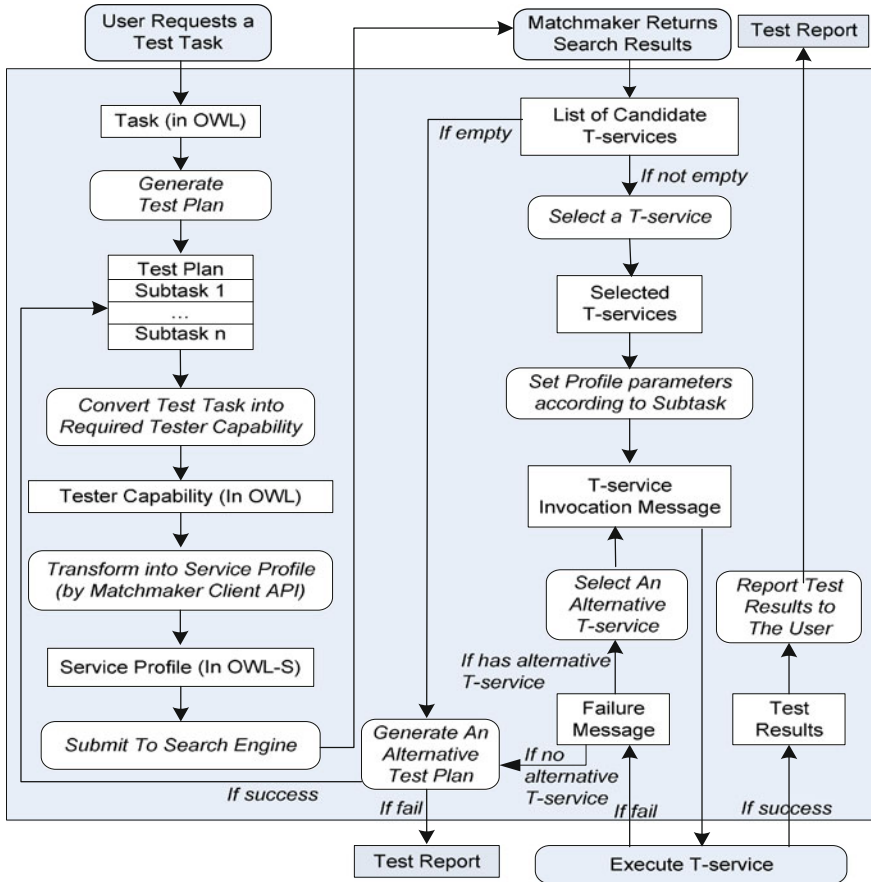 User Requests a
Test Task
Matchmaker Returns
Search Results
Test Report
Task (in OWL)
Generate
Test Plan
Test Plan
Subtask 1
...
Subtask n
Convert Test Task into
Required Tester Capability
Tester Capability (In OWL)
Transform into Service Profile
(by Matchmaker Client API)
Service Profile (In OWL-S)
Submit To Search Engine
If empty
List of Candidate
T-services
If not empty
Select a T-service
Selected
T-services
Set Profile parameters
according to Subtask
T-service
Invocation Message
Select An
Alternative
T-service
Report Test
Results to
The User
If has alternative
T-service
Failure
Message
Test
Results
Generate An
Alternative
Test Plan
If no
alternative
T-service
If success
If fail
If fail
If success
Test Report
Execute T-service